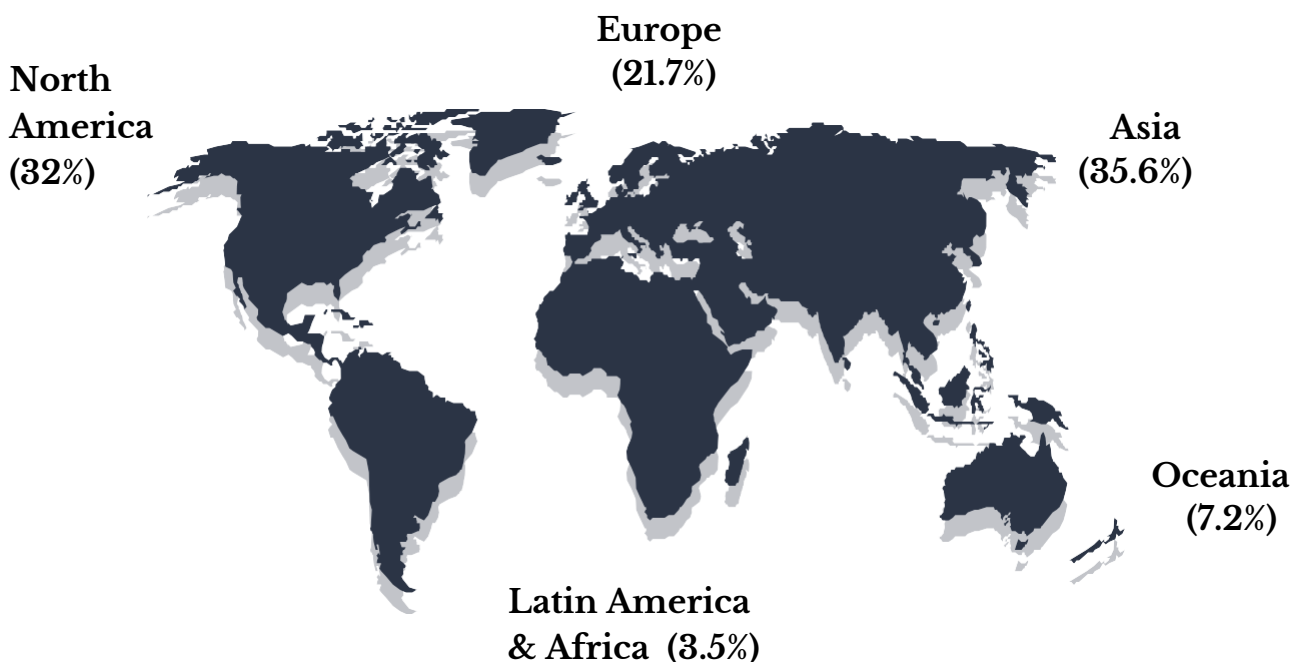 Europe
(21.7%)
North
America
(32%)
Asia
(35.6%)
Oceania
(7.2%)
Latin America
& Africa (3.5%)